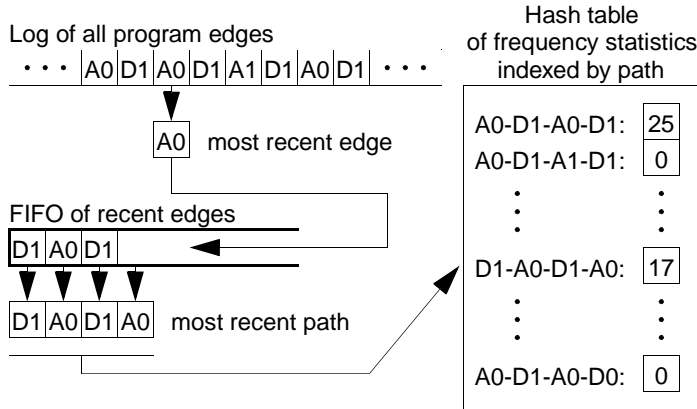 Log of all program edges
· · · A0 D1 A0 D1 A1 D1 A0 D1 · · ·
A0 most recent edge
FIFO of recent edges
D1 A0 D1
D1 A0 D1 A0 most recent path
Hash table
of frequency statistics
indexed by path
A0-D1-A0-D1: 25
A0-D1-A1-D1: 0
D1-A0-D1-A0: 17
A0-D1-A0-D0: 0